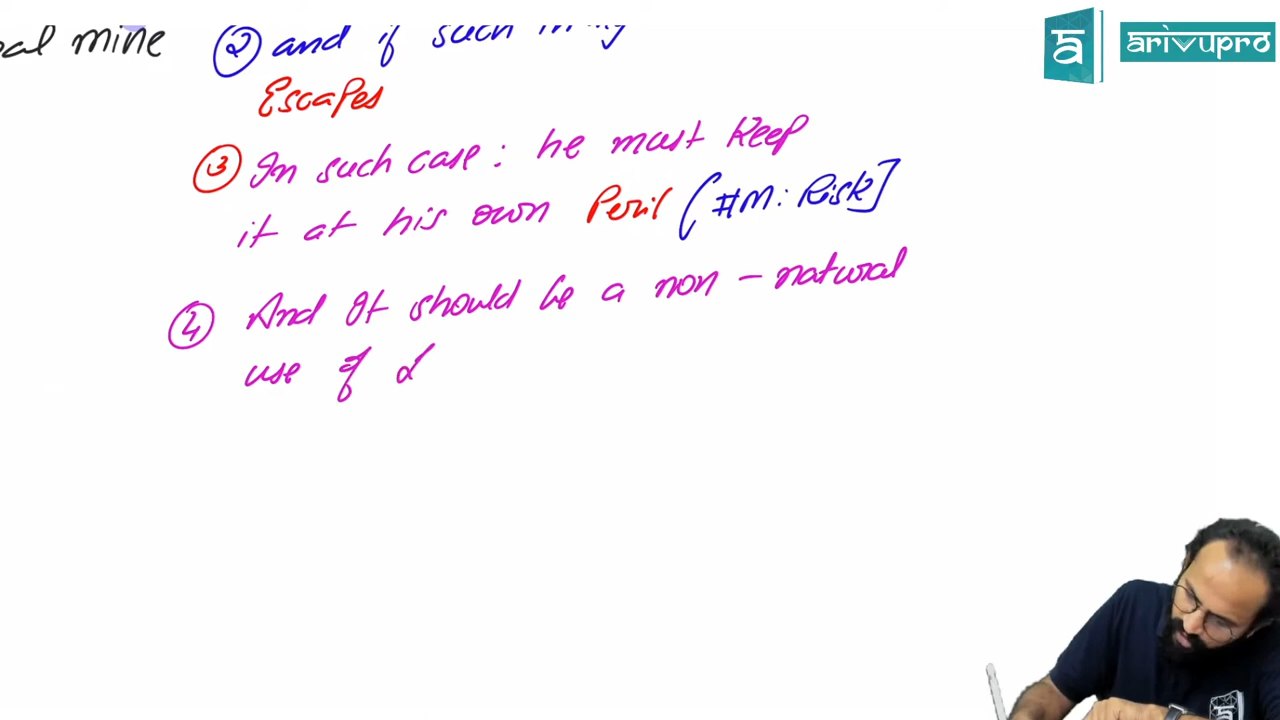 arivupro
mine ② and if such
Escapes
③ In such case : he must keep
it at his own Peril [#M: Risk]
④ And It should be a non - natural
use of